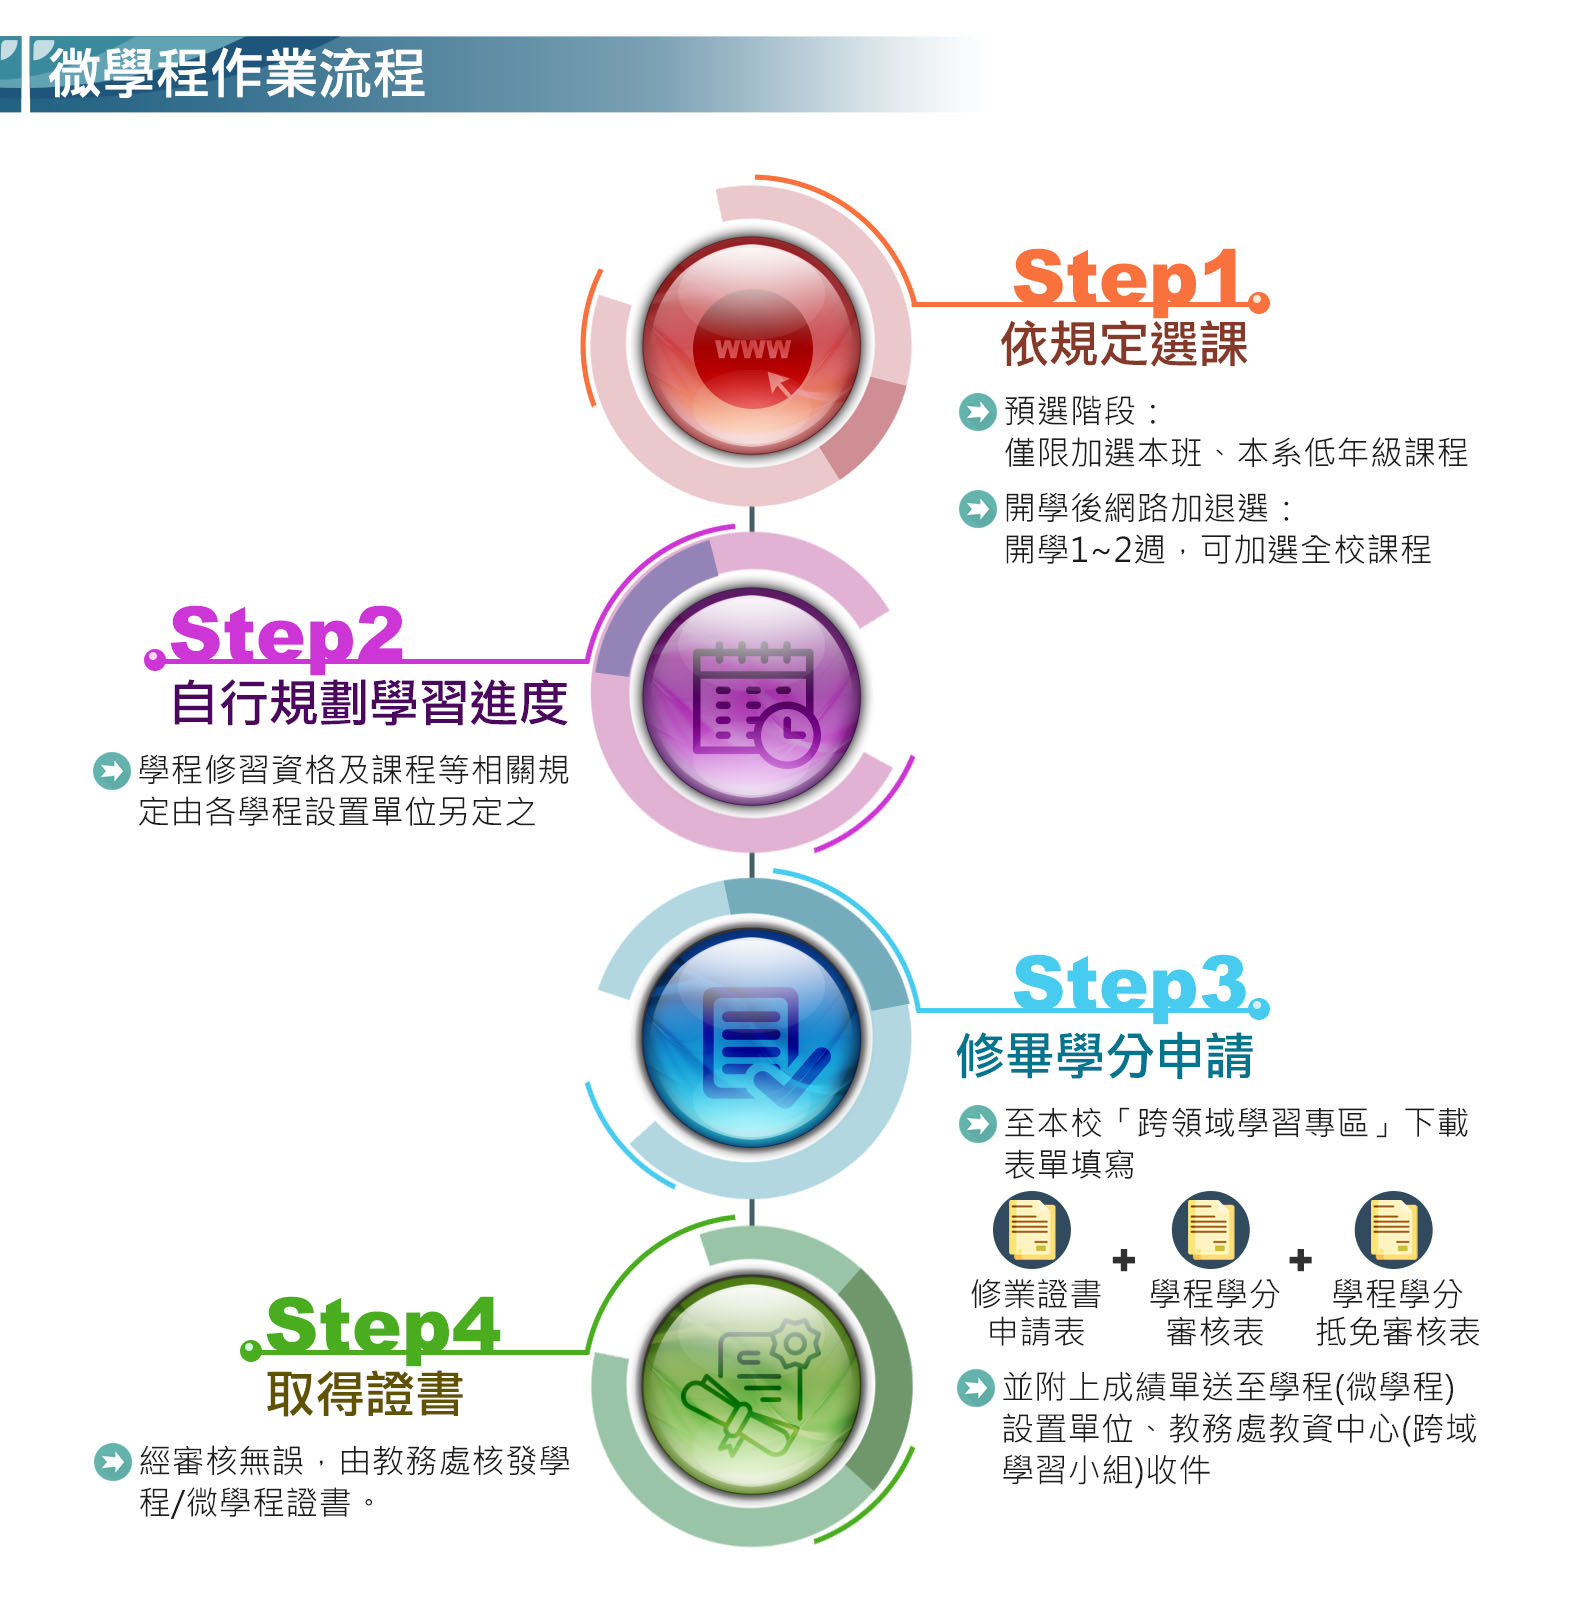 微學程作業流程
www
Step1
依規定選課
預選階段：
僅限加選本班、本系低年級課程
開學後網路加退選：
開學1~2週，可加選全校課程
Step2
自行規劃學習進度
學程修習資格及課程等相關規
定由各學程設置單位另定之
Step3
修畢學分申請
至本校「跨領域學習專區」下載
表單填寫
修業證書
申請表
+
學程學分
審核表
+
學程學分
抵免審核表
並附上成績單送至學程(微學程)
設置單位、教務處教資中心(跨域
學習小組)收件
Step4
取得證書
經審核無誤，由教務處核發學
程/微學程證書。